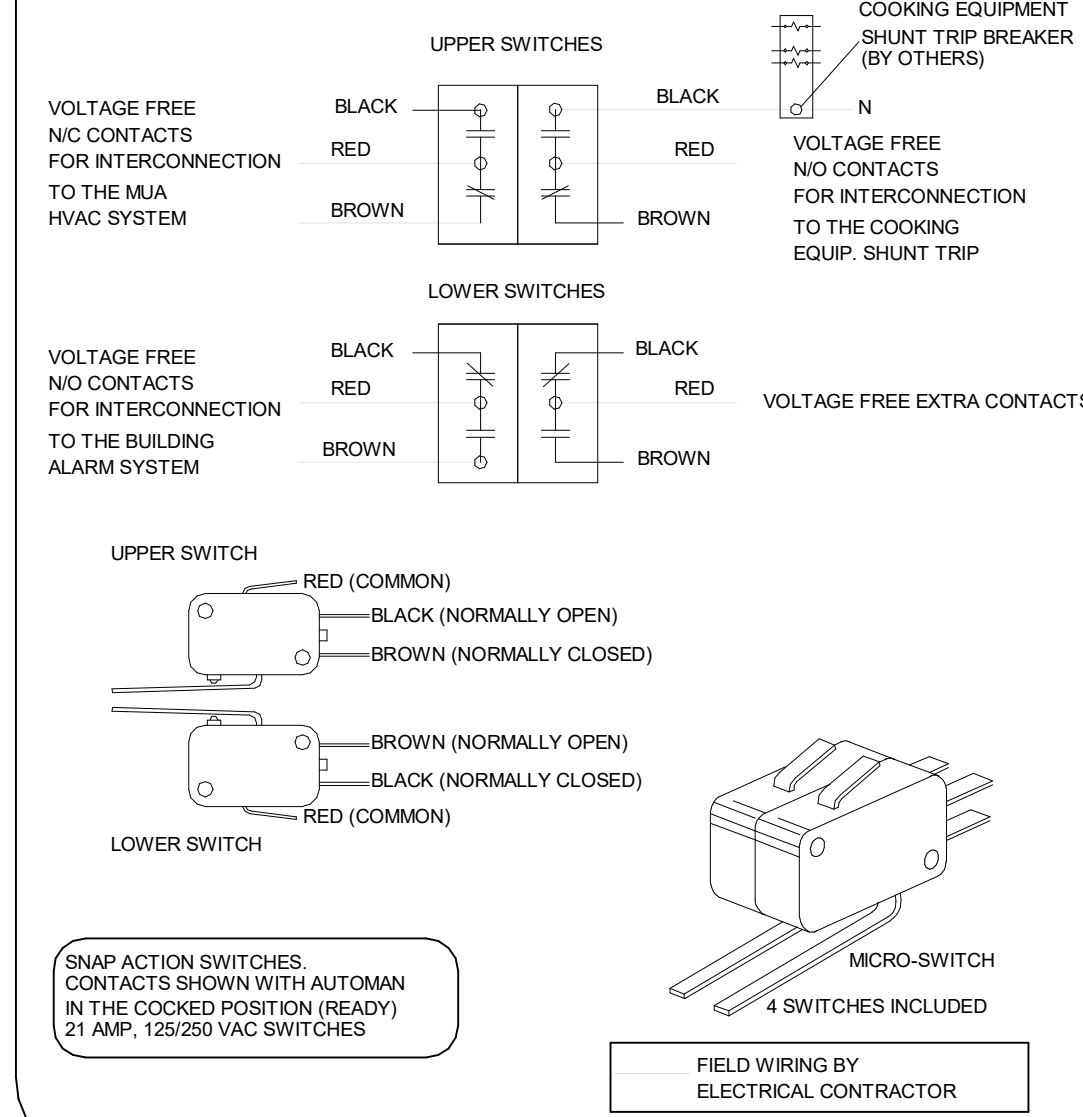 COOKING EQUIPMENT
SHUNT TRIP BREAKER
(BY OTHERS)
N
UPPER SWITCHES
VOLTAGE FREE
N/C CONTACTS
FOR INTERCONNECTION
TO THE MUA
HVAC SYSTEM
BLACK
RED
BROWN
BLACK
RED
BROWN
VOLTAGE FREE
N/O CONTACTS
FOR INTERCONNECTION
TO THE COOKING
EQUIP. SHUNT TRIP
LOWER SWITCHES
VOLTAGE FREE
N/O CONTACTS
FOR INTERCONNECTION
TO THE BUILDING
ALARM SYSTEM
BLACK
RED
BROWN
BLACK
RED
BROWN
VOLTAGE FREE EXTRA CONTACTS
UPPER SWITCH
RED (COMMON)
BLACK (NORMALLY OPEN)
BROWN (NORMALLY CLOSED)
BROWN (NORMALLY OPEN)
BLACK (NORMALLY CLOSED)
RED (COMMON)
LOWER SWITCH
SNAP ACTION SWITCHES.
CONTACTS SHOWN WITH AUTOMAN
IN THE COCKED POSITION (READY)
21 AMP, 125/250 VAC SWITCHES
MICRO-SWITCH
4 SWITCHES INCLUDED
FIELD WIRING BY
ELECTRICAL CONTRACTOR